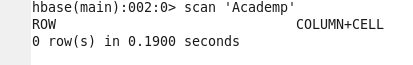 hbase(main):002:0> scan 'Academp'
ROW COLUMN+CELL
0 row(s) in 0.1900 seconds